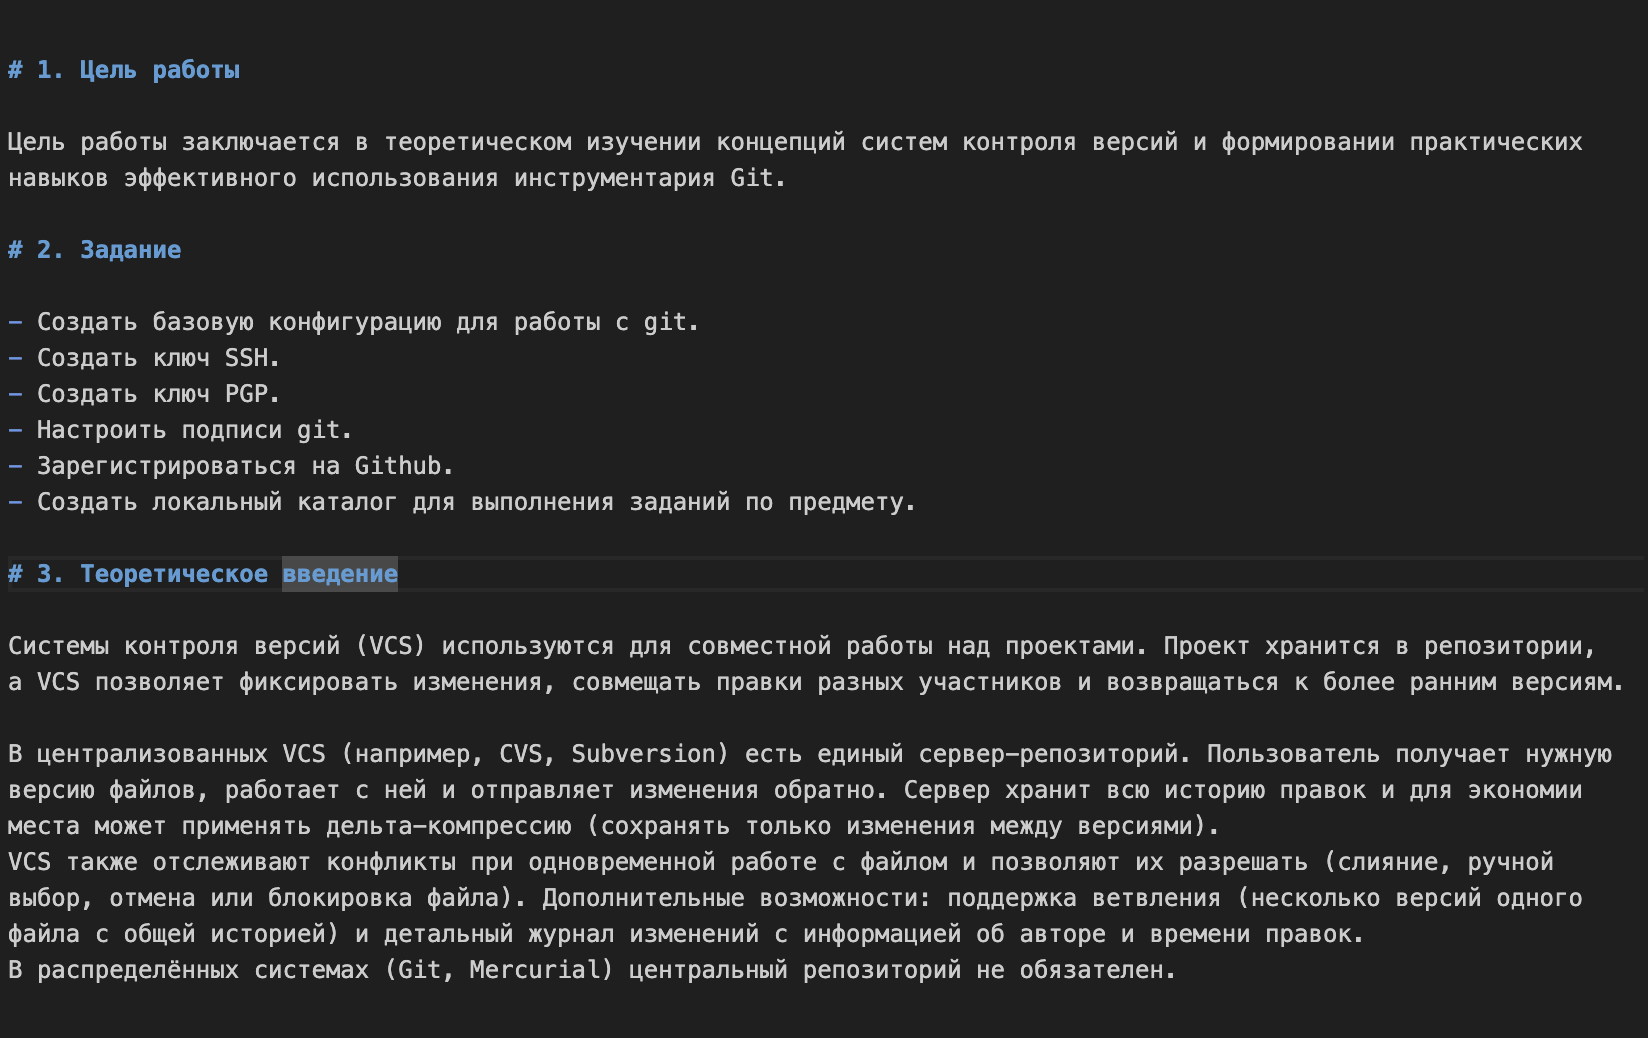 # 1. Цель работы
Цель работы заключается в теоретическом изучении концепций систем контроля версий и формировании практических
навыков эффективного использования инструментария Git.
# 2. Задание
- Создать базовую конфигурацию для работы с git.
- Создать ключ SSH.
- Создать ключ PGP.
- Настроить подписи git.
- Зарегистрироваться на Github.
- Создать локальный каталог для выполнения заданий по предмету.
# 3. Теоретическое введение
Системы контроля версий (VCS) используются для совместной работы над проектами. Проект хранится в репозитории,
а VCS позволяет фиксировать изменения, совмещать правки разных участников и возвращаться к более ранним версиям.
В централизованных VCS (например, CVS, Subversion) есть единый сервер-репозиторий. Пользователь получает нужную
версию файлов, работает с ней и отправляет изменения обратно. Сервер хранит всю историю правок и для экономии
места может применять дельта-компрессию (сохранять только изменения между версиями).
VCS также отслеживают конфликты при одновременной работе с файлом и позволяют их разрешать (слияние, ручной
выбор, отмена или блокировка файла). Дополнительные возможности: поддержка ветвления (несколько версий одного
файла с общей историей) и детальный журнал изменений с информацией об авторе и времени правок.
В распределённых системах (Git, Mercurial) центральный репозиторий не обязателен.